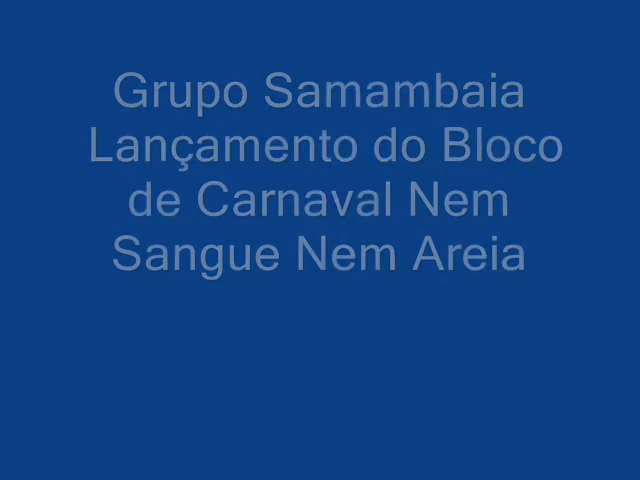 Grupo Samambaia
Lançamento do Bloco
de Carnaval Nem
Sangue Nem Areia